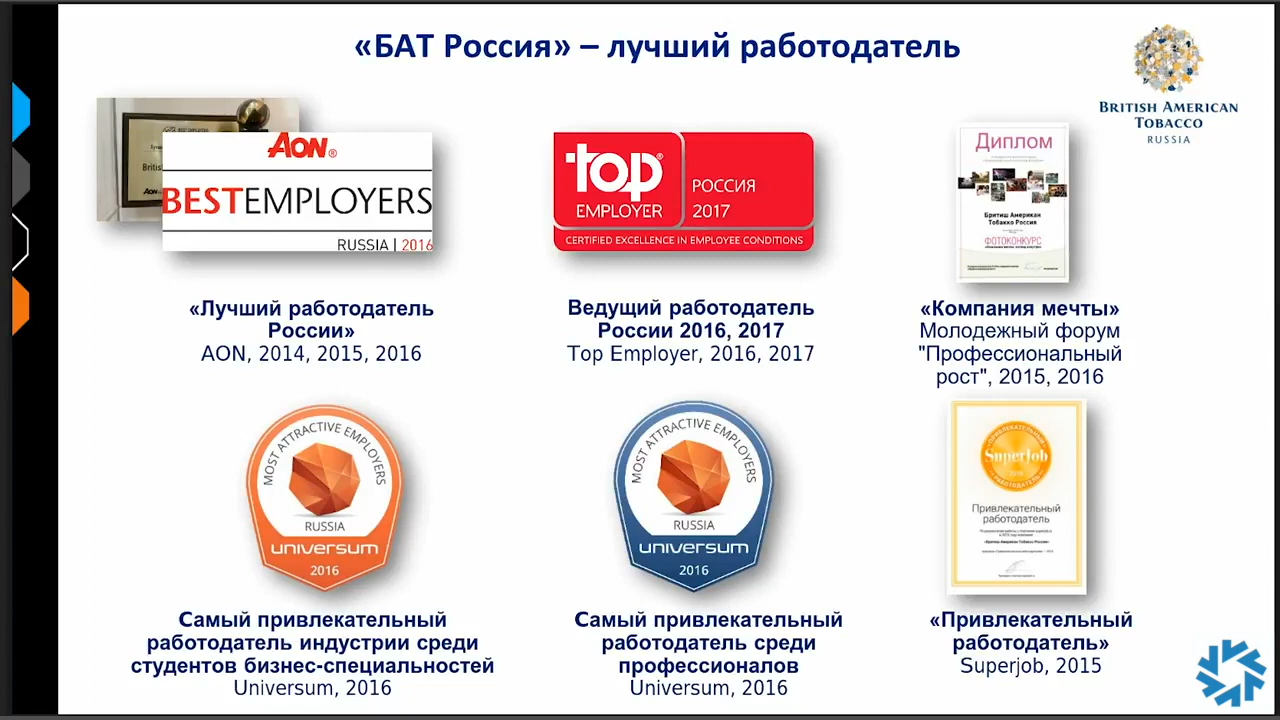 «БАТ Россия» – лучший работодатель
BRITISH AMERICAN
TOBACCO
RUSSIA
British
AON
AON®
BESTEMPLOYERS
RUSSIA | 2016
top®
EMPLOYER
РОССИЯ
2017
CERTIFIED EXCELLENCE IN EMPLOYEE CONDITIONS
Диплом
Бритиш Американ
Тобакко Россия
ФОТОКОНКУРС
«Лучший работодатель
России»
AON, 2014, 2015, 2016
Ведущий работодатель
России 2016, 2017
Top Employer, 2016, 2017
«Компания мечты»
Молодежный форум
"Профессиональный
рост", 2015, 2016
MOST ATTRACTIVE EMPLOYERS
RUSSIA
UNIVERSUM
2016
MOST ATTRACTIVE EMPLOYERS
RUSSIA
UNIVERSUM
2016
ПРИВЛЕКАТЕЛЬНЫЙ
SuperJob
РАБОТОДАТЕЛЬ
Привлекательный
работодатель
Самый привлекательный
работодатель индустрии среди
студентов бизнес-специальностей
Universum, 2016
Самый привлекательный
работодатель среди
профессионалов
Universum, 2016
«Привлекательный
работодатель»
Superjob, 2015